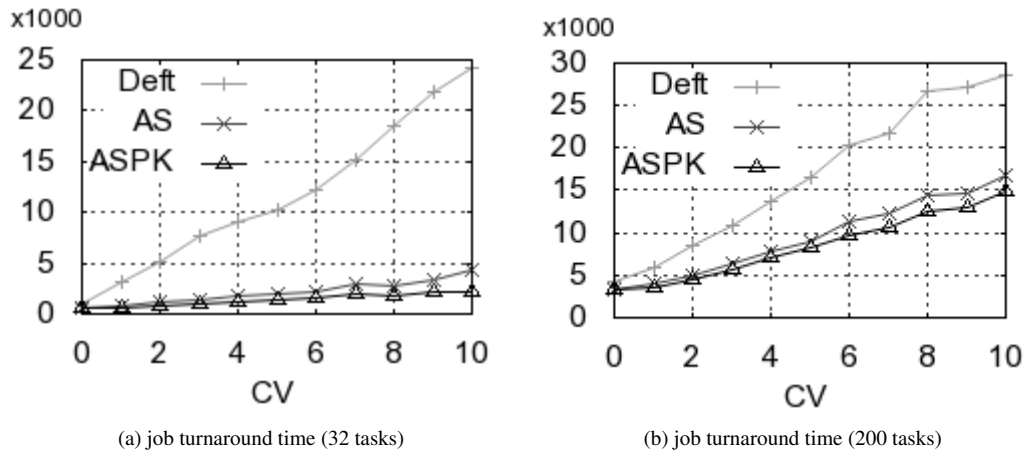 x1000
25
20
15
10
5
0
Deft
AS
ASPK
0 2 4 6 8 10
CV
(a) job turnaround time (32 tasks)
x1000
30
25
20
15
10
5
0
Deft
AS
ASPK
0 2 4 6 8 10
CV
(b) job turnaround time (200 tasks)